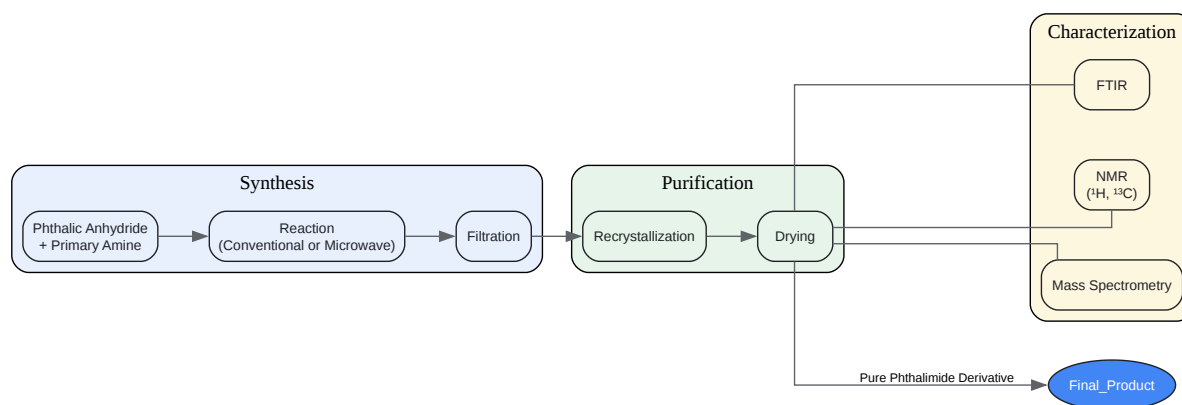 Characterization
FTIR
Synthesis
Purification
NMR
(¹H, ¹³C)
Phthalic Anhydride
+ Primary Amine
Reaction
(Conventional or Microwave)
Filtration
Recrystallization
Drying
Mass Spectrometry
Pure Phthalimide Derivative
Final_Product